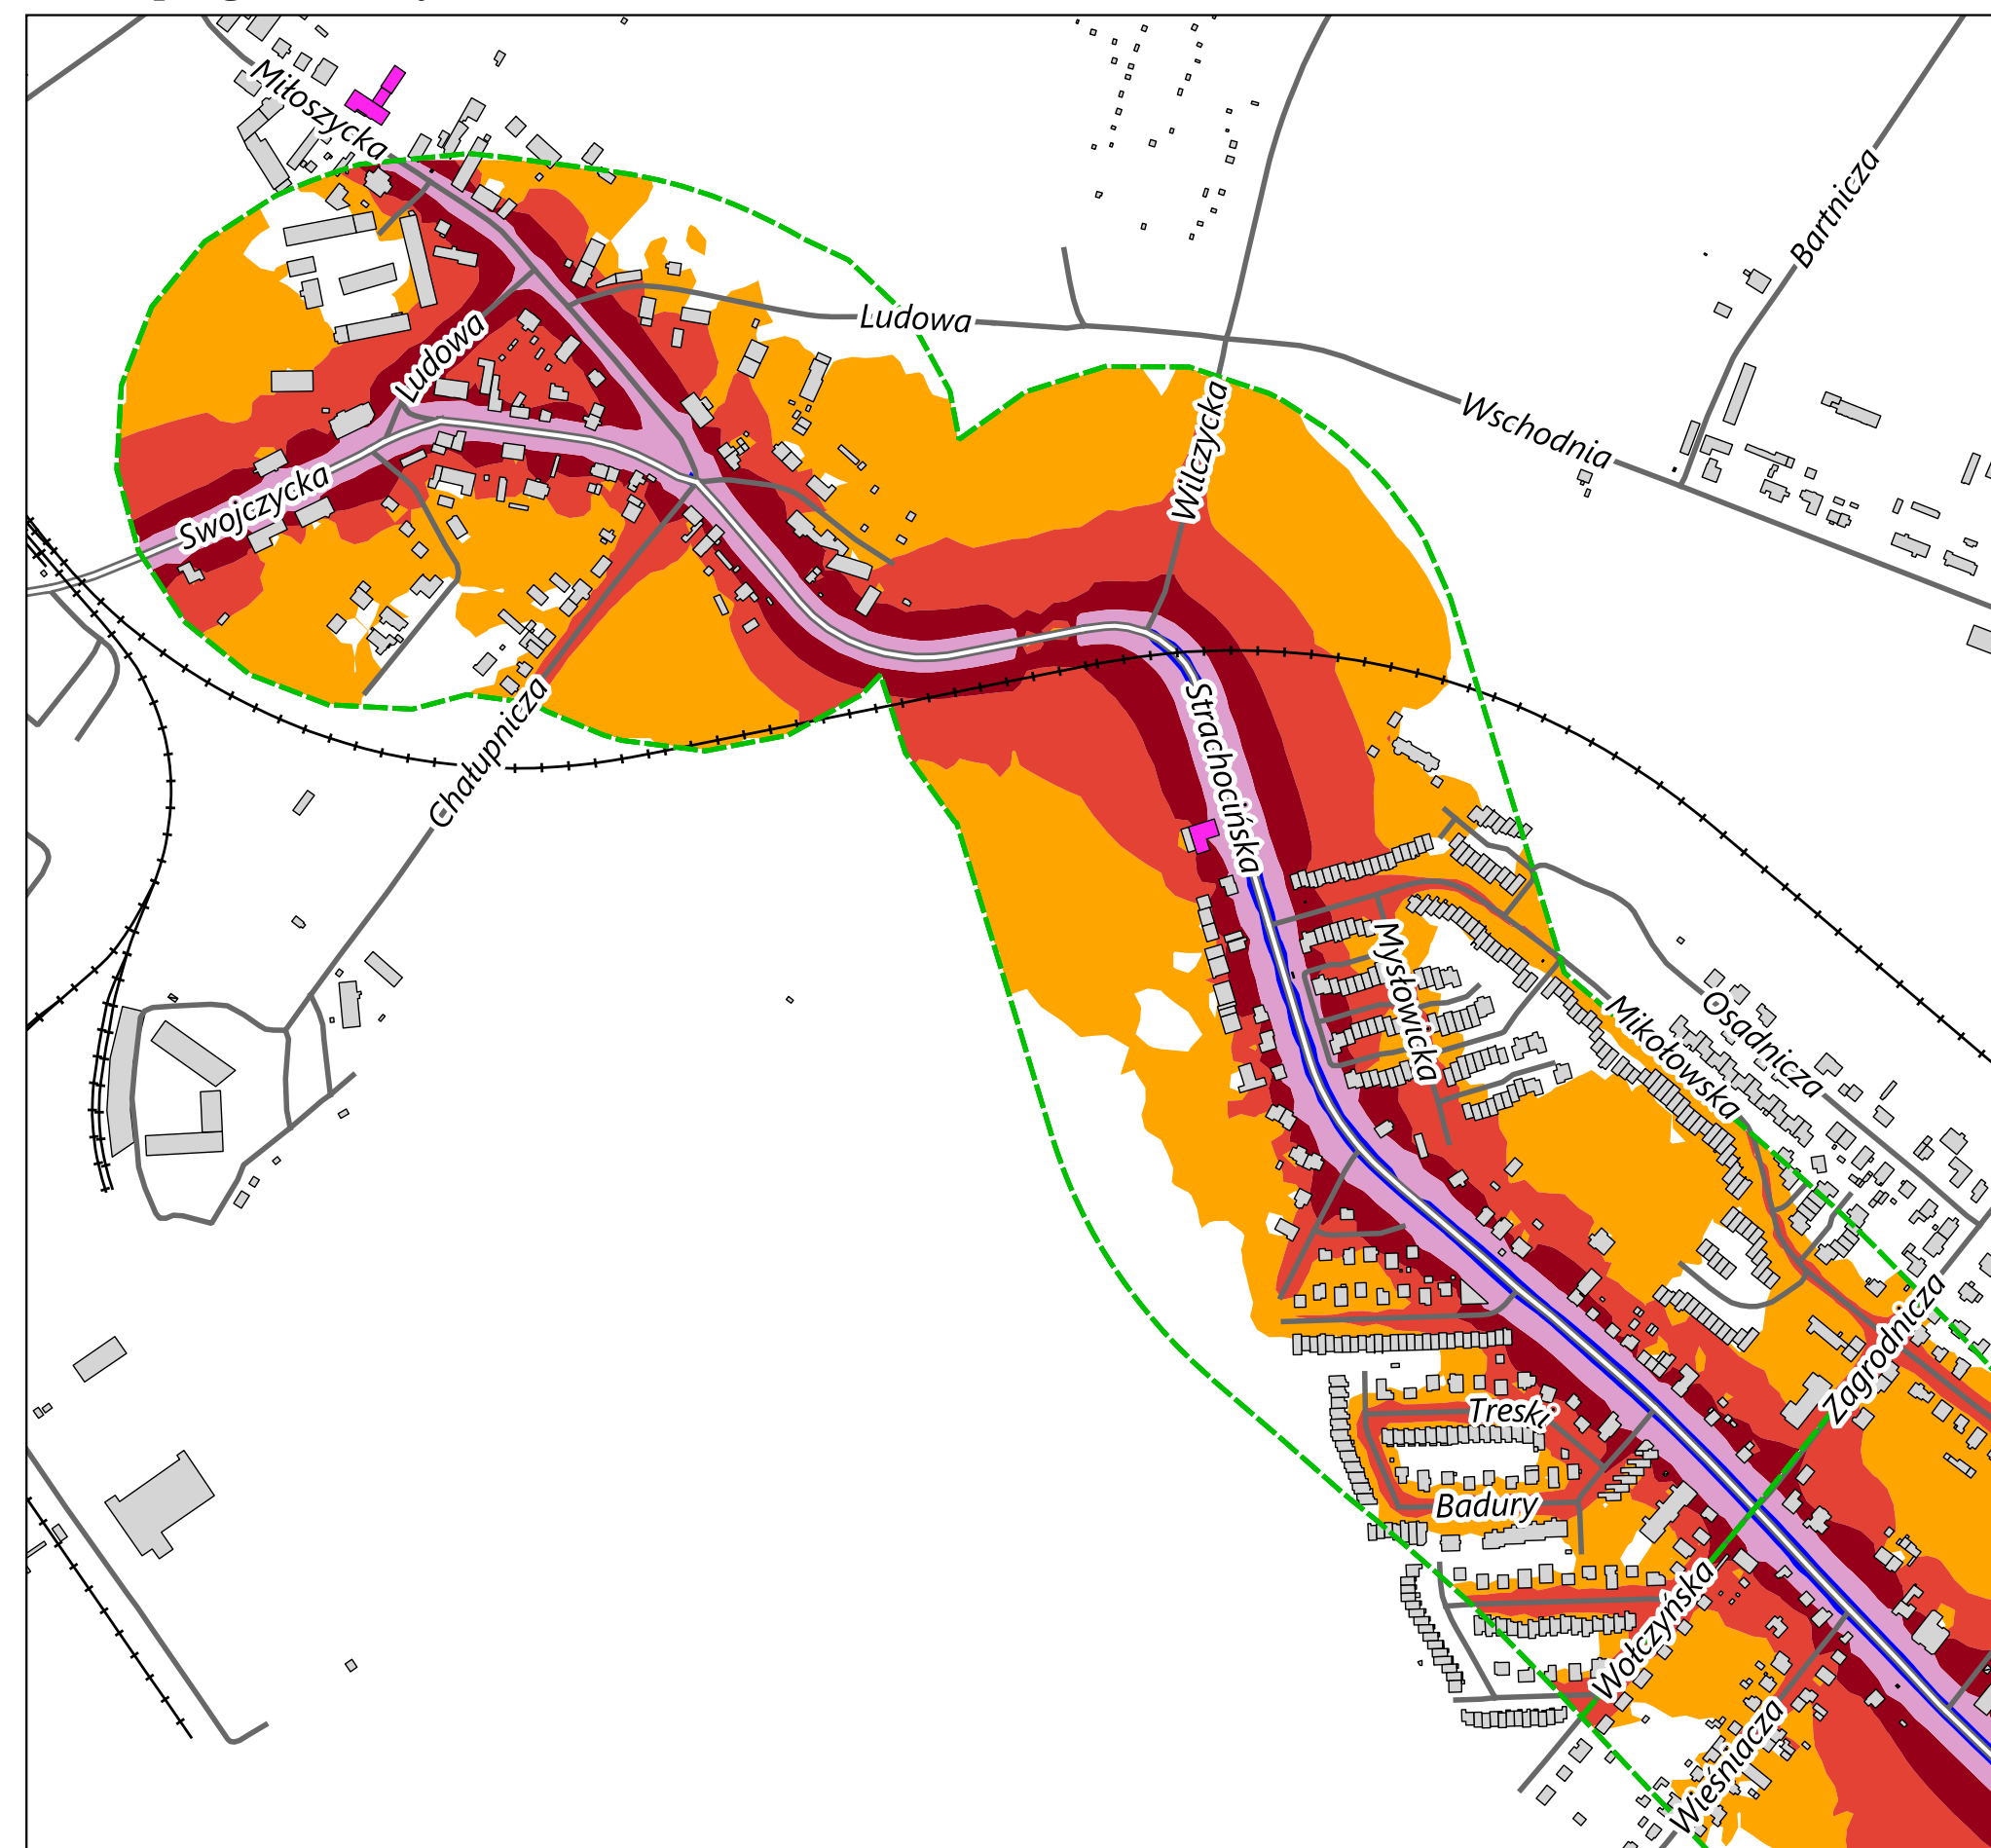 Miłoszycka
Bartnicza
Ludowa
Ludowa
Wschodnia
Wilczycka
Swojczycka
Chałupnicza
Strachocińska
Mysłowicka
Osadnicza
Mikołowska
Zagrodnicza
Treski
Badury
Wołczyńska
Wieśniacza